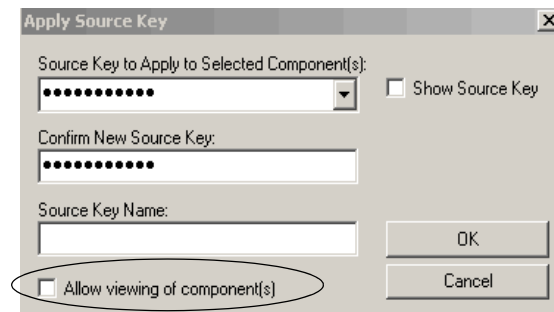 Apply Source Key
Source Key to Apply to Selected Component(s):
•••••••••••
Show Source Key
Confirm New Source Key:
•••••••••••
Source Key Name:
OK
Allow viewing of component(s)
Cancel